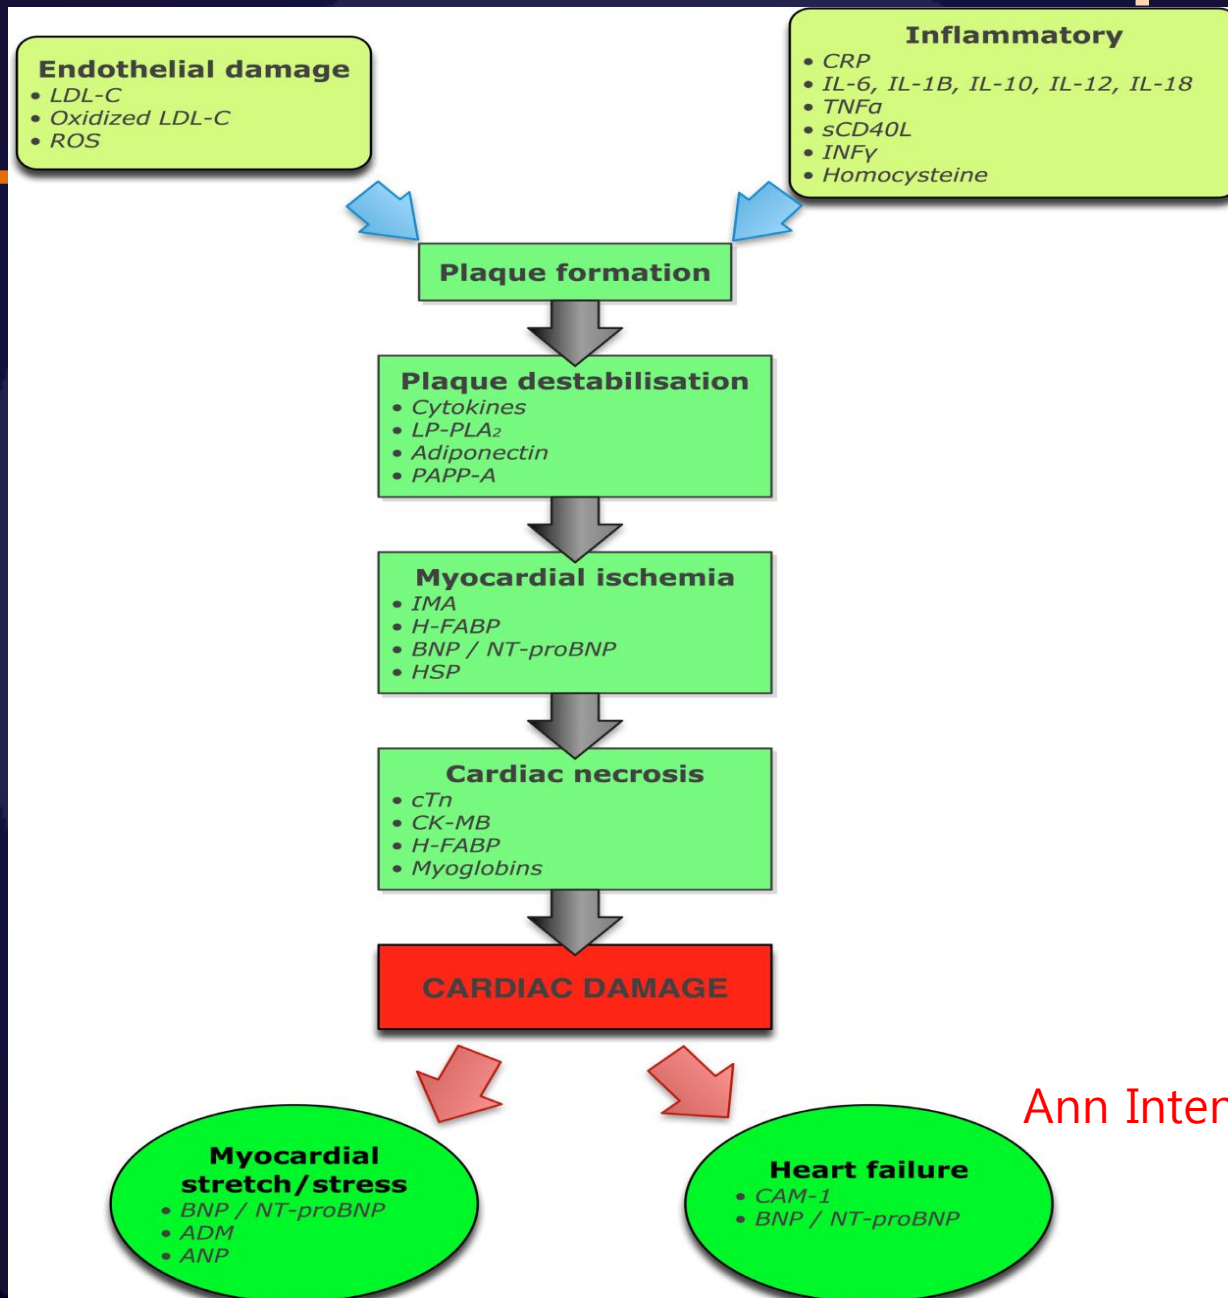 Endothelial damage
• LDL-C
• Oxidized LDL-C
• ROS
Inflammatory
• CRP
• IL-6, IL-1B, IL-10, IL-12, IL-18
• TNFα
• sCD40L
• INFγ
• Homocysteine
Plaque formation
Plaque destabilisation
• Cytokines
• LP-PLA₂
• Adiponectin
• PAPP-A
Myocardial ischemia
• IMA
• H-FABP
• BNP / NT-proBNP
• HSP
Cardiac necrosis
• cTn
• CK-MB
• H-FABP
• Myoglobins
CARDIAC DAMAGE
Ann Inten
Myocardial
stretch/stress
• BNP / NT-proBNP
• ADM
• ANP
Heart failure
• CAM-1
• BNP / NT-proBNP